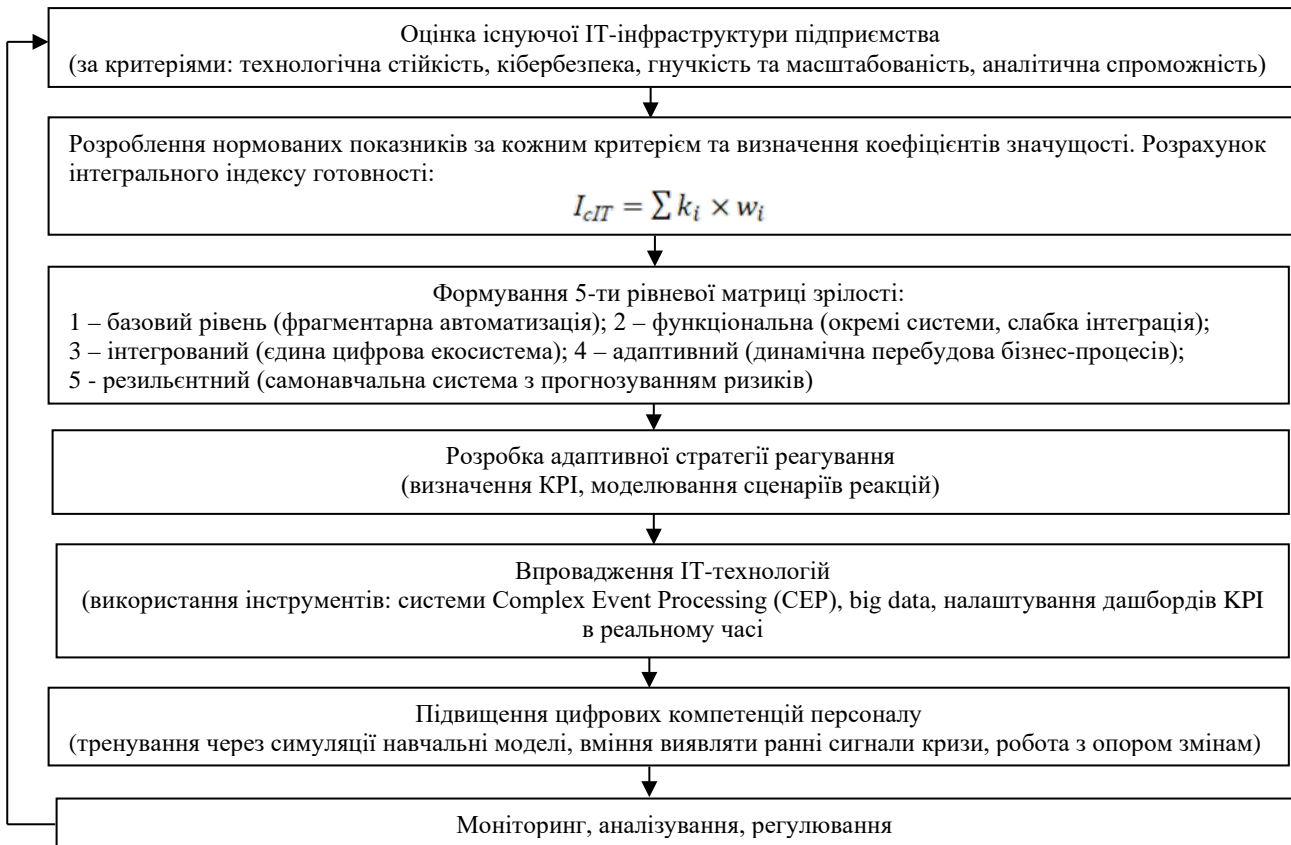 Оцінка існуючої ІТ-інфраструктури підприємства
(за критеріями: технологічна стійкість, кібербезпека, гнучкість та масштабованість, аналітична спроможність)
Розроблення нормованих показників за кожним критерієм та визначення коефіцієнтів значущості. Розрахунок
інтегрального індексу готовності:
I_{cIT} = ∑ k_i × w_i
Формування 5-ти рівневої матриці зрілості:
1 – базовий рівень (фрагментарна автоматизація); 2 – функціональна (окремі системи, слабка інтеграція);
3 – інтегрований (єдина цифрова екосистема); 4 – адаптивний (динамічна перебудова бізнес-процесів);
5 - резильєнтний (самонавчальна система з прогнозуванням ризиків)
Розробка адаптивної стратегії реагування
(визначення KPI, моделювання сценаріїв реакцій)
Впровадження ІТ-технологій
(використання інструментів: системи Complex Event Processing (CEP), big data, налаштування дашбордів KPI
в реальному часі
Підвищення цифрових компетенцій персоналу
(тренування через симуляції навчальні моделі, вміння виявляти ранні сигнали кризи, робота з опором змінам)
Моніторинг, аналізування, регулювання